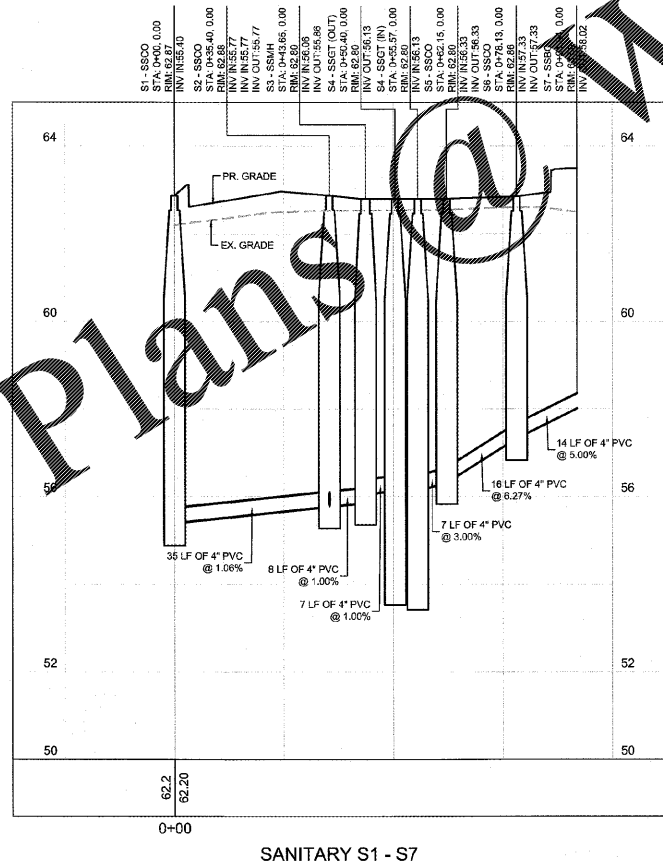 S1 - SSCO
STA: 0+00, 0.00
RIM: 62.87
INV IN:55.40
S2 - SSCO
STA: 0+35.40, 0.00
RIM: 62.88
INV IN:55.77
INV IN:55.77
INV OUT:55.77
S3 - SSMH
STA: 0+43.65, 0.00
RIM: 62.80
INV IN:56.06
INV OUT:55.86
S4 - SSGT (OUT)
STA: 0+50.40, 0.00
RIM: 62.80
INV OUT:56.13
S4 - SSGT (IN)
STA: 0+55.57, 0.00
RIM: 62.80
INV IN:56.13
S5 - SSCO
STA: 0+62.15, 0.00
RIM: 62.80
INV IN:56.33
INV OUT:56.33
S6 - SSCO
STA: 0+78.13, 0.00
RIM: 62.86
INV IN:57.33
INV OUT:57.33
64
PR. GRADE
EX. GRADE
60
60
Plans @ W
56
56
14 LF OF 4" PVC
@ 5.00%
16 LF OF 4" PVC
@ 6.27%
7 LF OF 4" PVC
@ 3.00%
35 LF OF 4" PVC
@ 1.06%
8 LF OF 4" PVC
@ 1.00%
7 LF OF 4" PVC
@ 1.00%
52
52
50
50
62.2
62.20
0+00
SANITARY S1 - S7